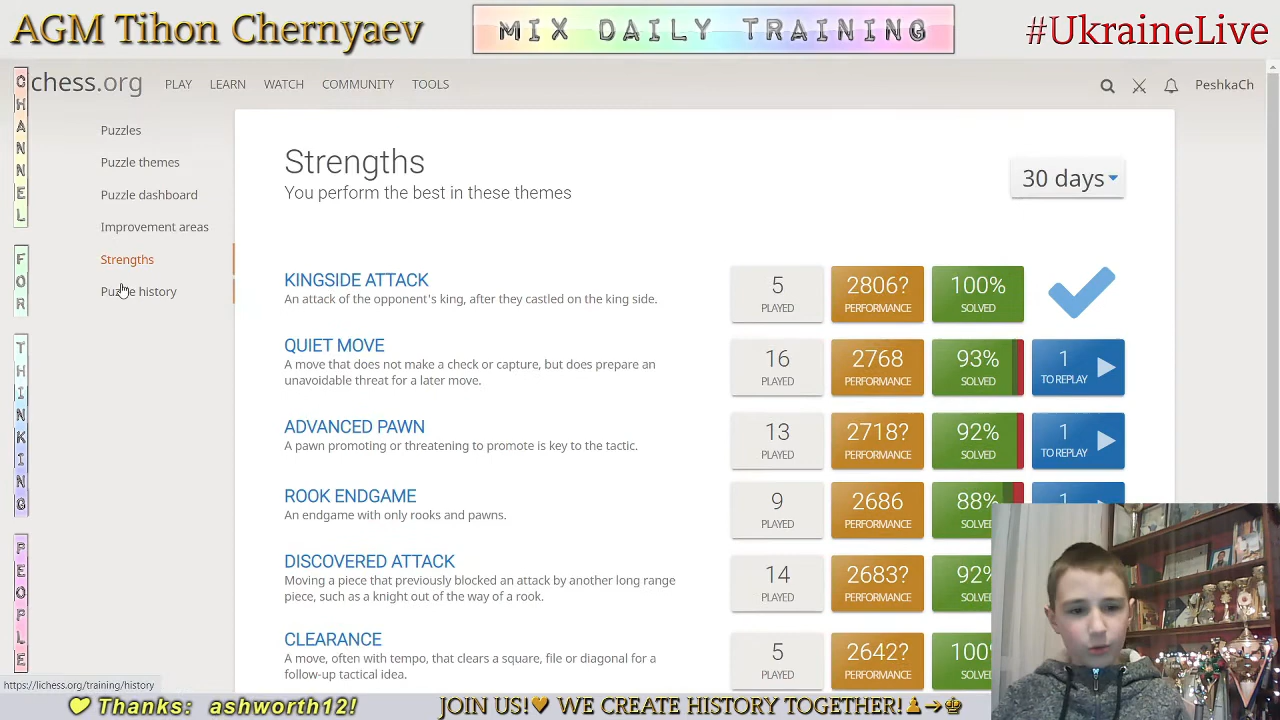 AGM Tihon Chernyaev
MIX DAILY TRAINING
#UkraineLive
CHANNEL FOR THINKING PEOPLE
chess.org
PLAY LEARN WATCH COMMUNITY TOOLS
PeshkaCh
Puzzles
Puzzle themes
Puzzle dashboard
Improvement areas
Strengths
Puzzle history
Strengths
You perform the best in these themes
30 days
KINGSIDE ATTACK
An attack of the opponent's king, after they castled on the king side.
5 PLAYED
2806? PERFORMANCE
100% SOLVED
QUIET MOVE
A move that does not make a check or capture, but does prepare an
unavoidable threat for a later move.
16 PLAYED
2768 PERFORMANCE
93% SOLVED
1 TO REPLAY
ADVANCED PAWN
A pawn promoting or threatening to promote is key to the tactic.
13 PLAYED
2718? PERFORMANCE
92% SOLVED
1 TO REPLAY
ROOK ENDGAME
An endgame with only rooks and pawns.
9 PLAYED
2686 PERFORMANCE
88% SOLVED
1
DISCOVERED ATTACK
Moving a piece that previously blocked an attack by another long range
piece, such as a knight out of the way of a rook.
14 PLAYED
2683? PERFORMANCE
92% SOLVED
CLEARANCE
A move, often with tempo, that clears a square, file or diagonal for a
follow-up tactical idea.
5 PLAYED
2642? PERFORMANCE
100 SOLVED
https://lichess.org/training/history
Thanks: ashworth12!
JOIN US! WE CREATE HISTORY TOGETHER!